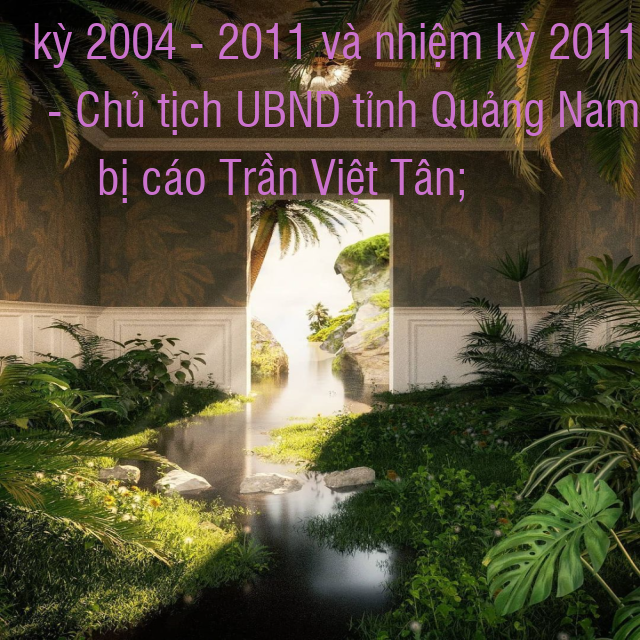 kỳ 2004 - 2011 và nhiệm kỳ 2011
- Chủ tịch UBND tỉnh Quảng Nam
bị cáo Trần Việt Tân;